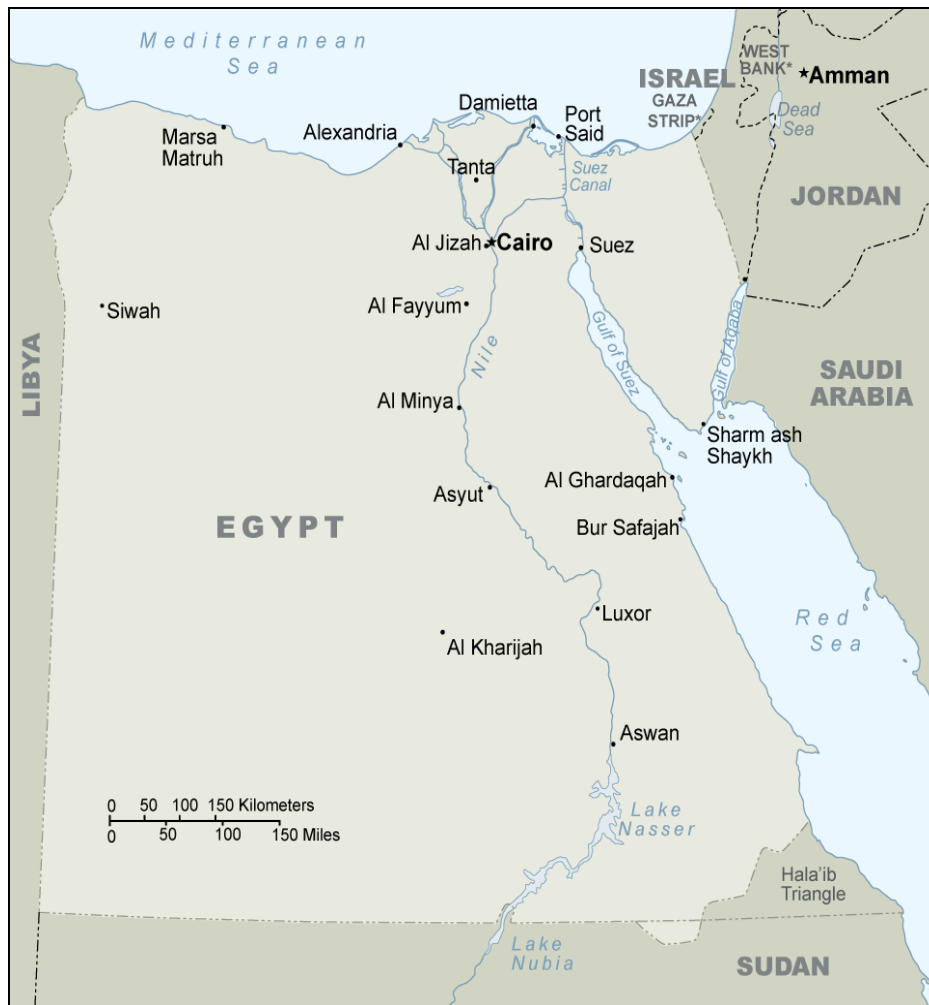 Mediterranean
Sea
WEST
BANK*
Amman
ISRAEL
GAZA
STRIP*
Dead
Sea
Damietta
Port
Said
Alexandria
Marsa
Matruh
Tanta
Suez
Canal
JORDAN
Al Jizah
Cairo
Suez
Siwah
Al Fayyum
Nile
Gulf of Suez
Gulf of Aqaba
LIBYA
SAUDI
ARABIA
Al Minya
Sharm ash
Shaykh
Al Ghardaqah
Asyut
EGYPT
Bur Safajah
Luxor
Red
Sea
Al Kharijah
Aswan
0 50 100 150 Kilometers
0 50 100 150 Miles
Lake
Nasser
Hala'ib
Triangle
Lake
Nubia
SUDAN